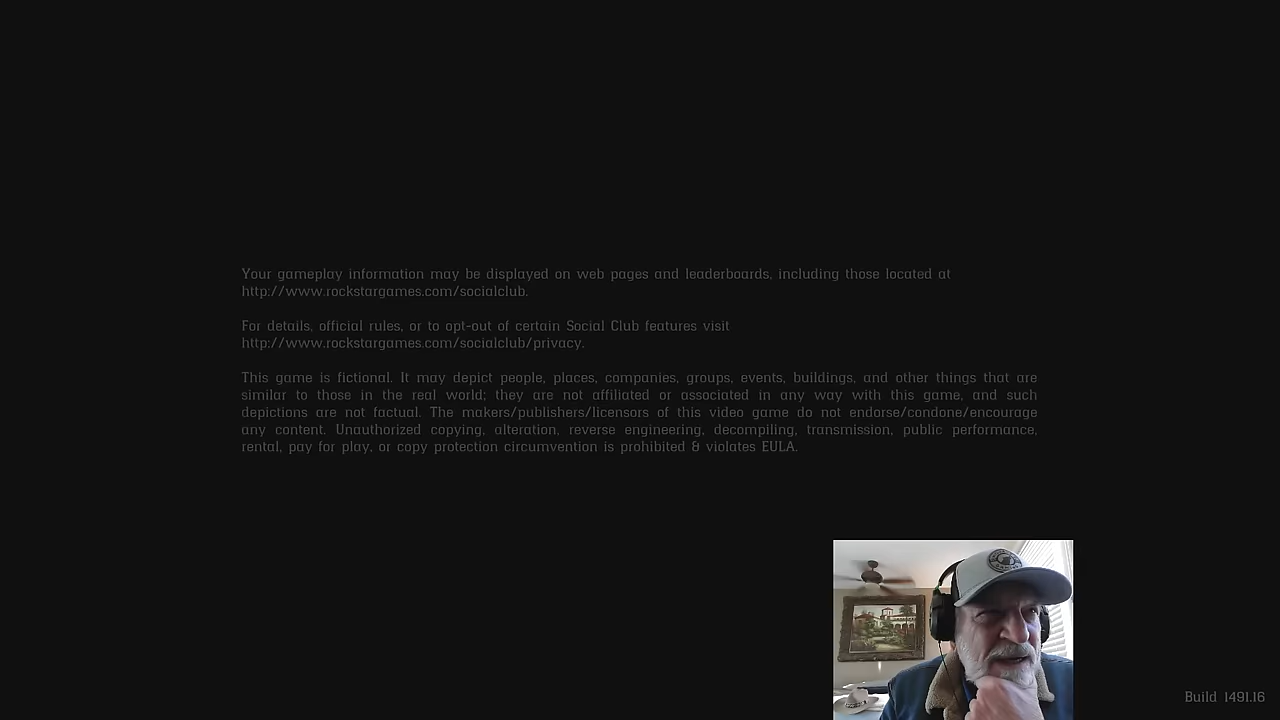 Your gameplay information may be displayed on web pages and leaderboards, including those located at
http://www.rockstargames.com/socialclub.
For details, official rules, or to opt-out of certain Social Club features visit
http://www.rockstargames.com/socialclub/privacy.
This game is fictional. It may depict people, places, companies, groups, events, buildings, and other things that are
similar to those in the real world; they are not affiliated or associated in any way with this game, and such
depictions are not factual. The makers/publishers/licensors of this video game do not endorse/condone/encourage
any content. Unauthorized copying, alteration, reverse engineering, decompiling, transmission, public performance,
rental, pay for play, or copy protection circumvention is prohibited & violates EULA.
Build 1491.16